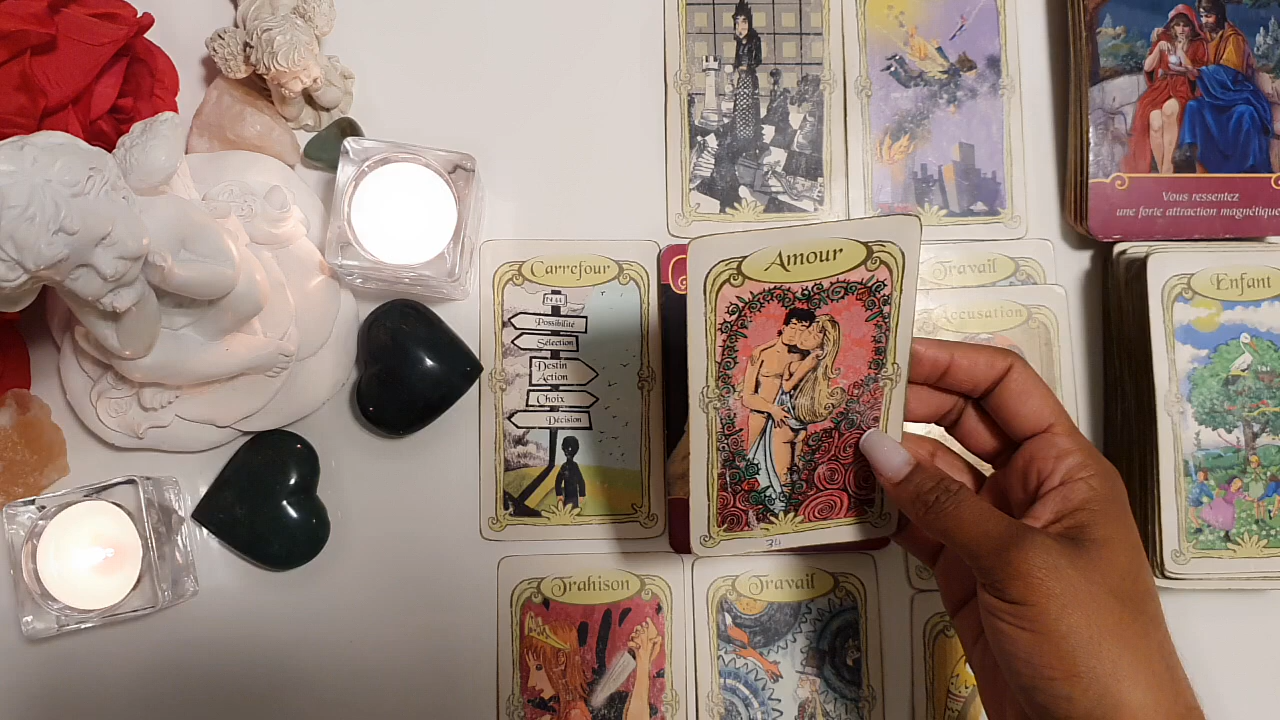 Vous ressentez
une forte attraction magnétique
Carrefour
Possibilité
Sélection
Destin
Action
Choix
Décision
Amour
34
Travail
Accusation
Enfant
Trahison
Travail